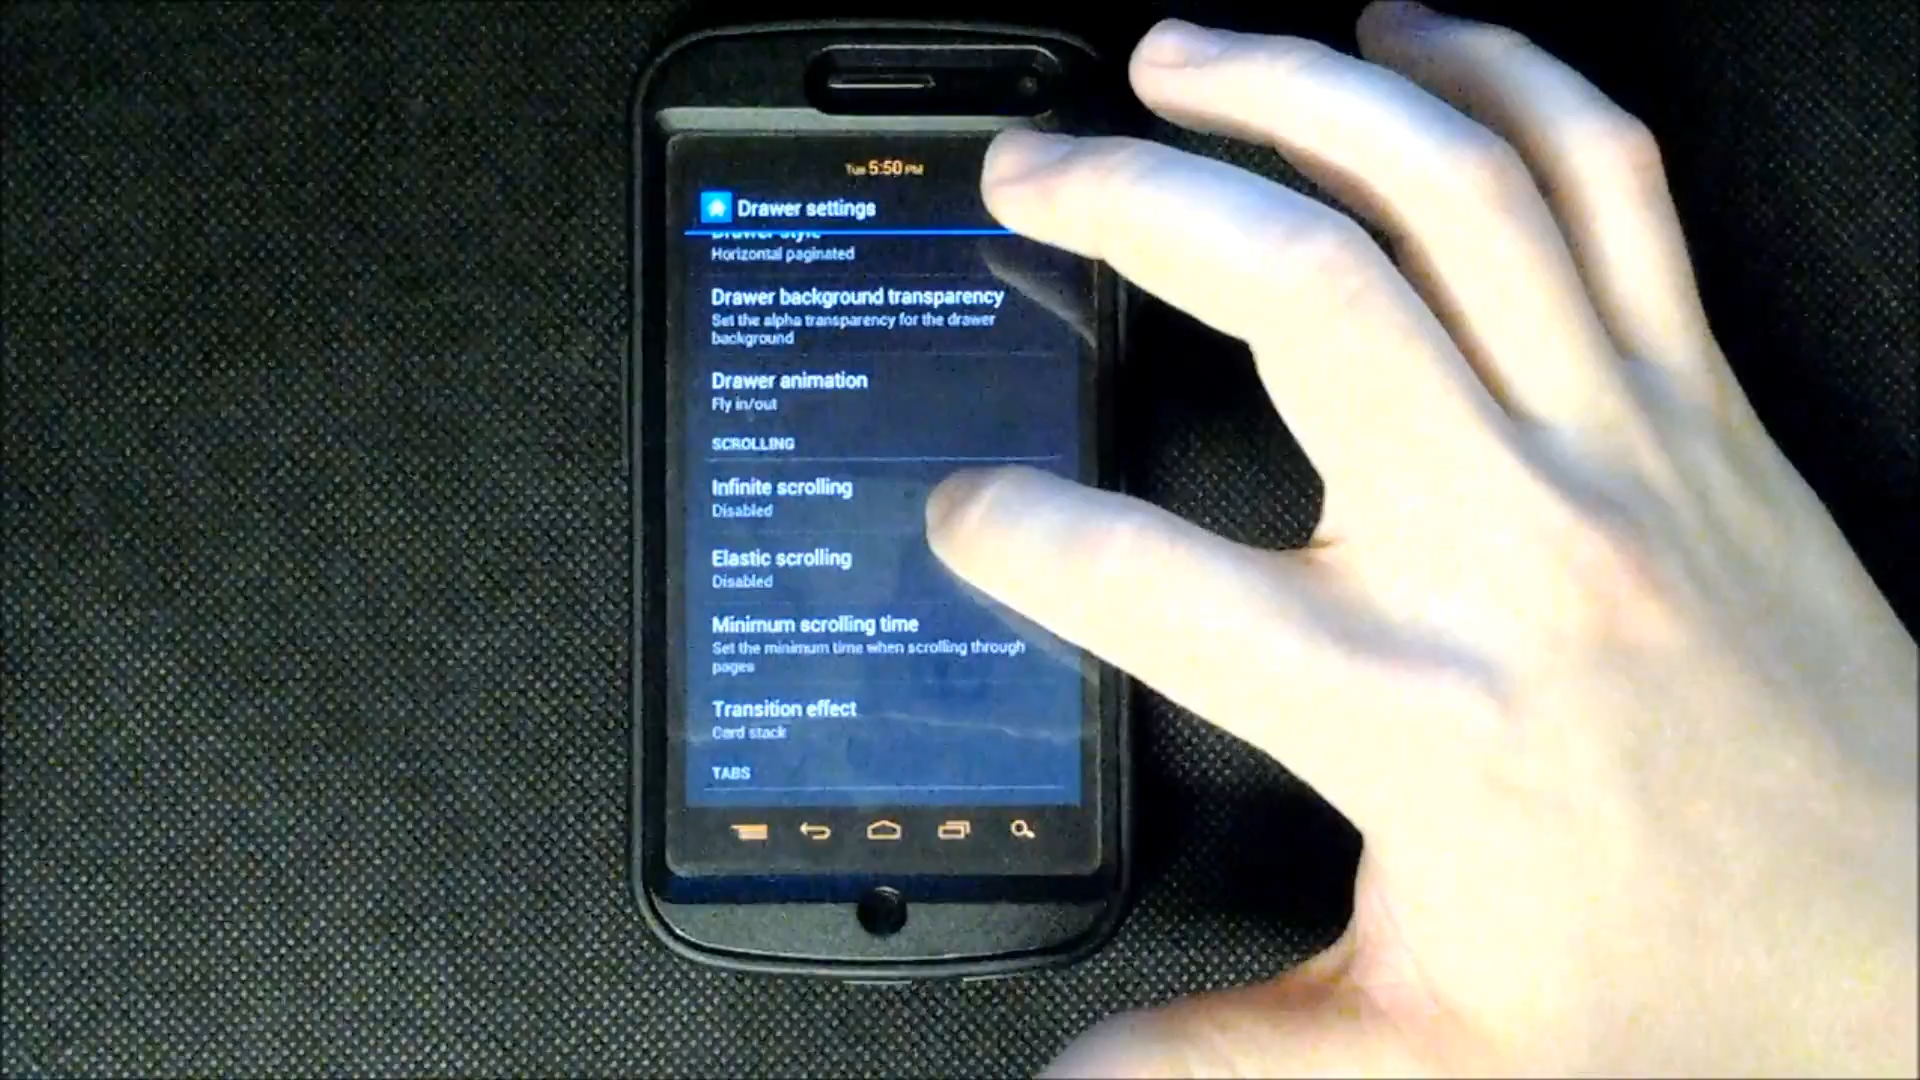 Tue 5:50 PM
Drawer settings
Drawer style
Horizontal paginated
Drawer background transparency
Set the alpha transparency for the drawer
background
Drawer animation
Fly in/out
SCROLLING
Infinite scrolling
Disabled
Elastic scrolling
Disabled
Minimum scrolling time
Set the minimum time when scrolling through
pages
Transition effect
Card stack
TABS